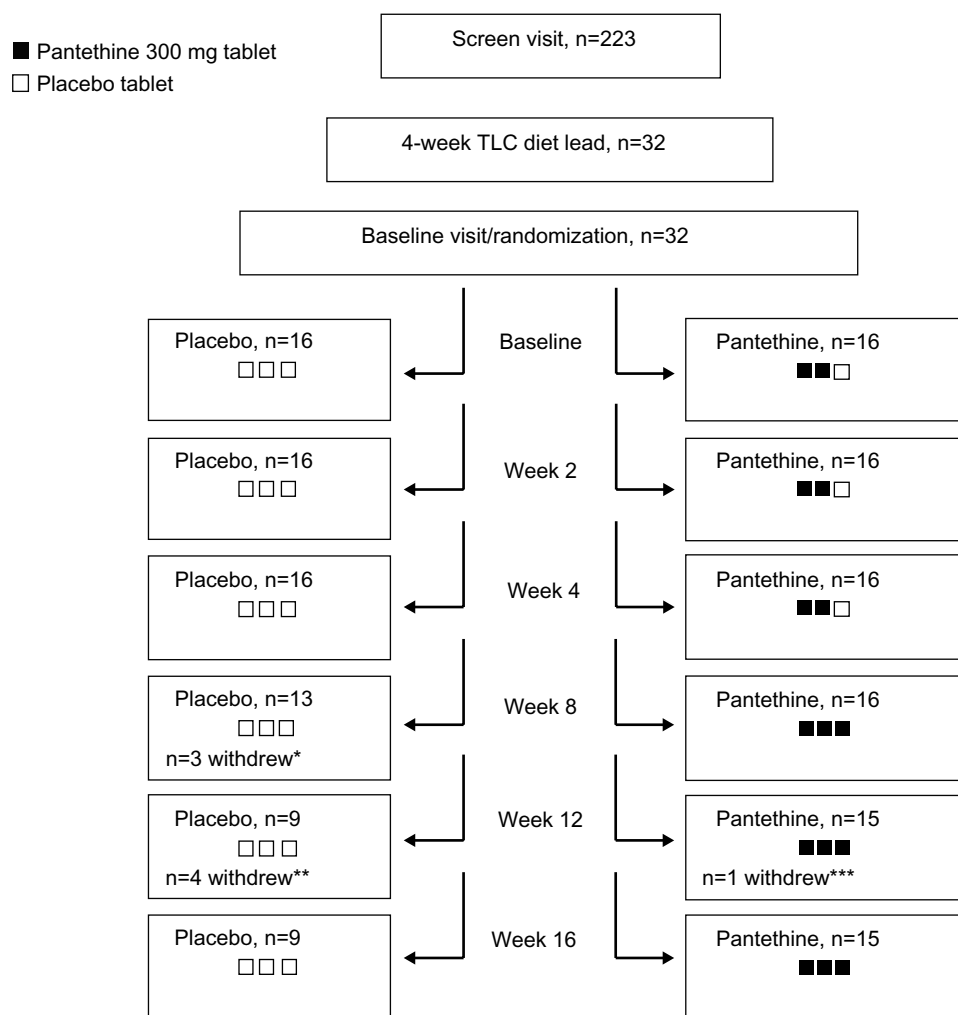 Screen visit, n=223
Pantethine 300 mg tablet
Placebo tablet
4-week TLC diet lead, n=32
Baseline visit/randomization, n=32
Placebo, n=16
Baseline
Pantethine, n=16
Placebo, n=16
Week 2
Pantethine, n=16
Placebo, n=16
Week 4
Pantethine, n=16
Placebo, n=13
n=3 withdrew*
Week 8
Pantethine, n=16
Placebo, n=9
n=4 withdrew**
Week 12
Pantethine, n=15
n=1 withdrew***
Placebo, n=9
Week 16
Pantethine, n=15